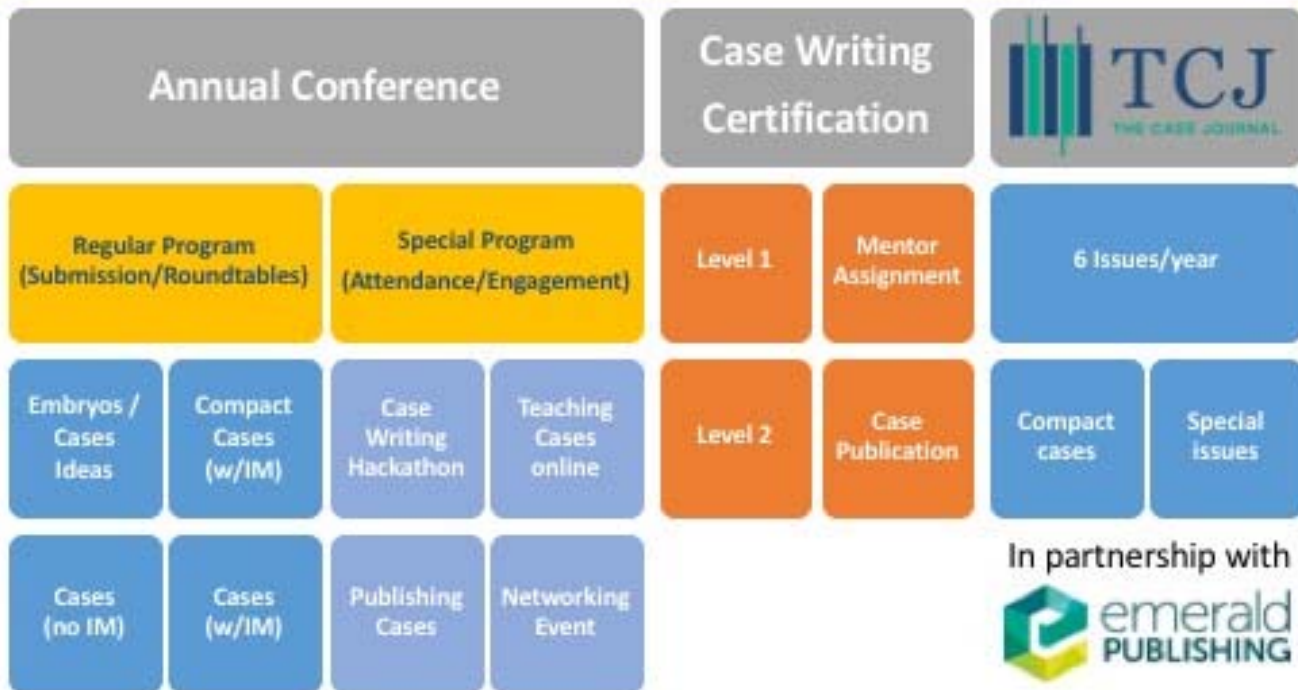 Annual Conference
Case Writing
Certification
TCJ
THE CASE JOURNAL
Regular Program
(Submission/Roundtables)
Special Program
(Attendance/Engagement)
Level 1
Mentor
Assignment
6 Issues/year
Embryos /
Cases
Ideas
Compact
Cases
(w/IM)
Case
Writing
Hackathon
Teaching
Cases
online
Level 2
Case
Publication
Compact
cases
Special
issues
Cases
(no IM)
Cases
(w/IM)
Publishing
Cases
Networking
Event
In partnership with
emerald
PUBLISHING